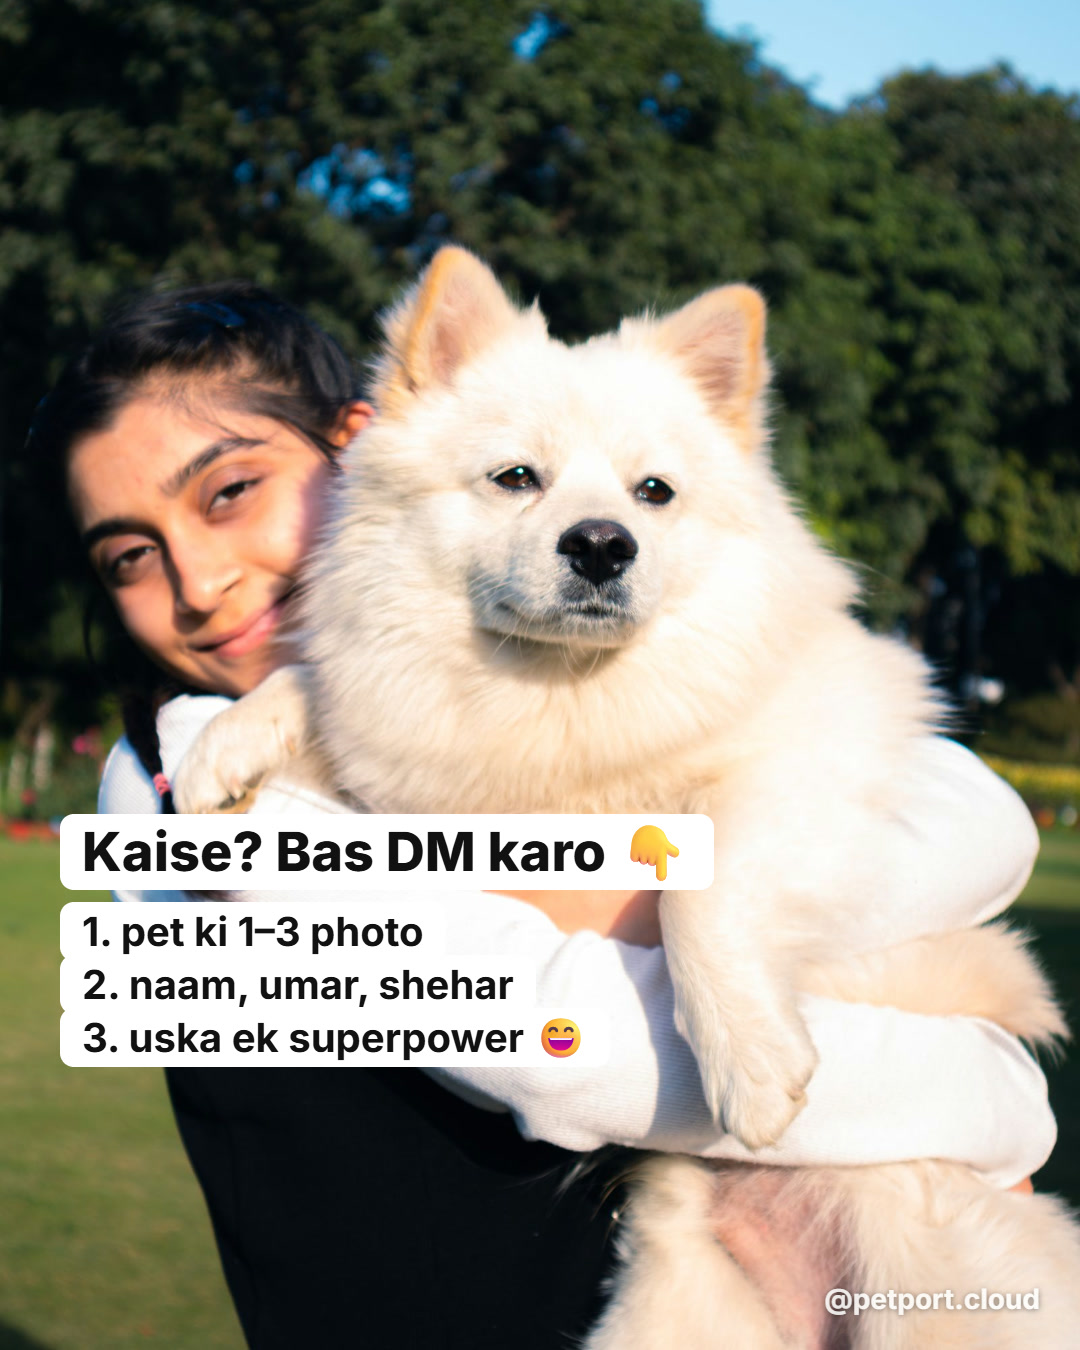 Kaise? Bas DM karo 👇
1. pet ki 1–3 photo
2. naam, umar, shehar
3. uska ek superpower 😄
@petport.cloud